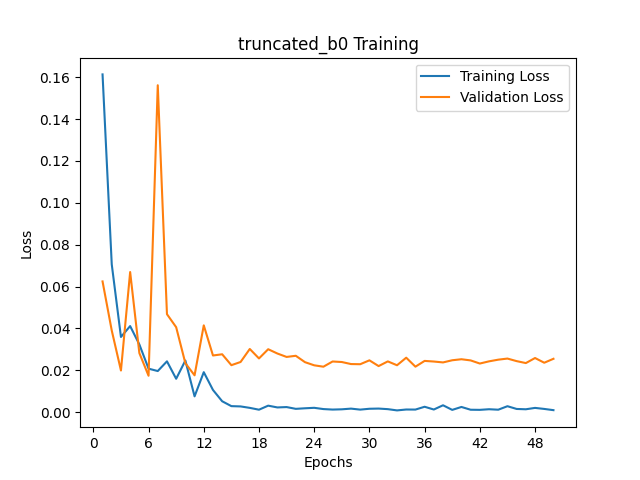 truncated_b0 Training
Training Loss
Validation Loss
0.16
0.14
0.12
0.10
0.08
0.06
0.04
0.02
0.00
Loss
0 6 12 18 24 30 36 42 48
Epochs